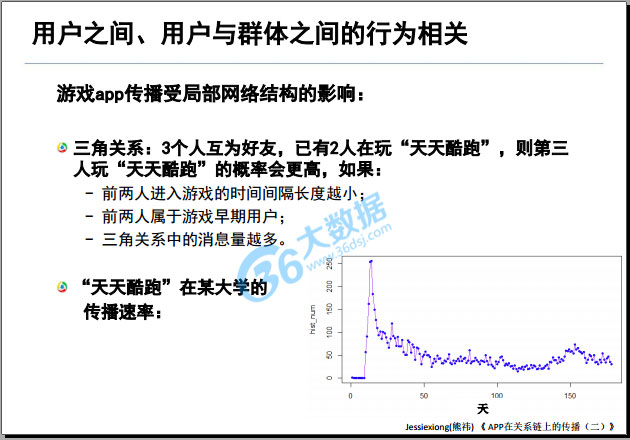 用户之间、用户与群体之间的行为相关
游戏app传播受局部网络结构的影响：
三角关系：3个人互为好友，已有2人在玩“天天酷跑”，则第三
人玩“天天酷跑”的概率会更高，如果：
- 前两人进入游戏的时间间隔长度越小；
- 前两人属于游戏早期用户；
- 三角关系中的消息量越多。
36大数据
www.36dsj.com
“天天酷跑”在某大学的
传播速率：
hist_num
250
200
150
100
50
0
0 50 100 150
天
Jessiexiong(熊祎) 《 APP在关系链上的传播（二）》